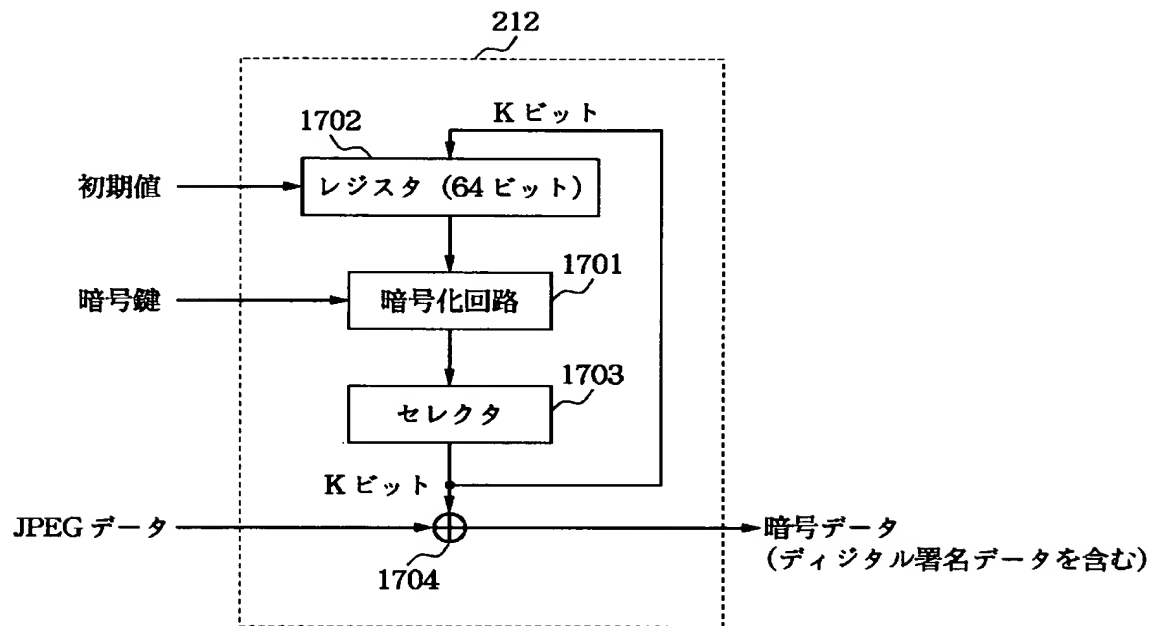 212
Kビット
1702
初期値
レジスタ (64ビット)
1701
暗号鍵
暗号化回路
1703
セレクタ
Kビット
JPEGデータ
暗号データ
(ディジタル署名データを含む)
1704